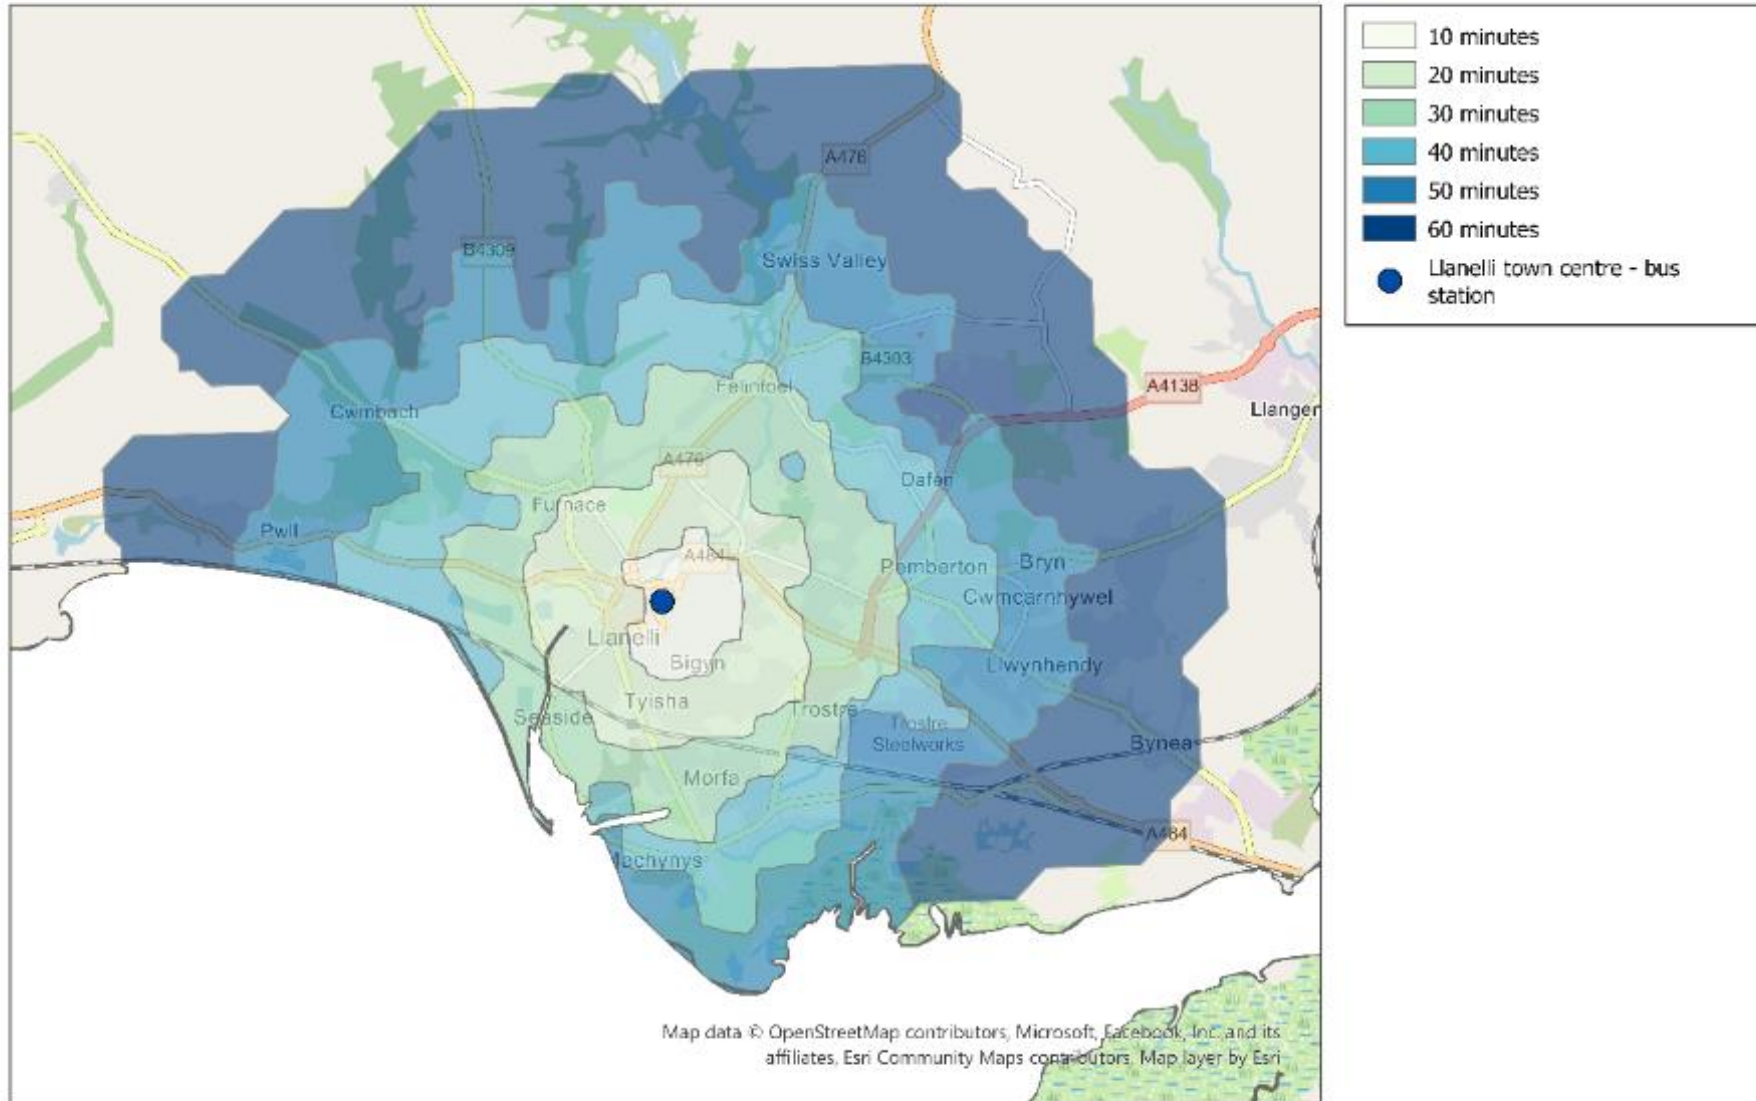 A476
Swiss Valley
B4309
B4303
A4138
Felinfoel
Cwmbach
Llanger
A476
Dafen
Furnace
Pwll
A484
Pemberton
Bryn
Cwmcarnhywel
Llanelli
Bigyn
Llwynhendy
Tyisha
Seaside
Trostre
Trostre
Steelworks
Bynea
Morfa
A484
Machynys
Map data © OpenStreetMap contributors, Microsoft, Facebook, Inc. and its
affiliates, Esri Community Maps contributors, Map layer by Esri
10 minutes
20 minutes
30 minutes
40 minutes
50 minutes
60 minutes
Llanelli town centre - bus
station